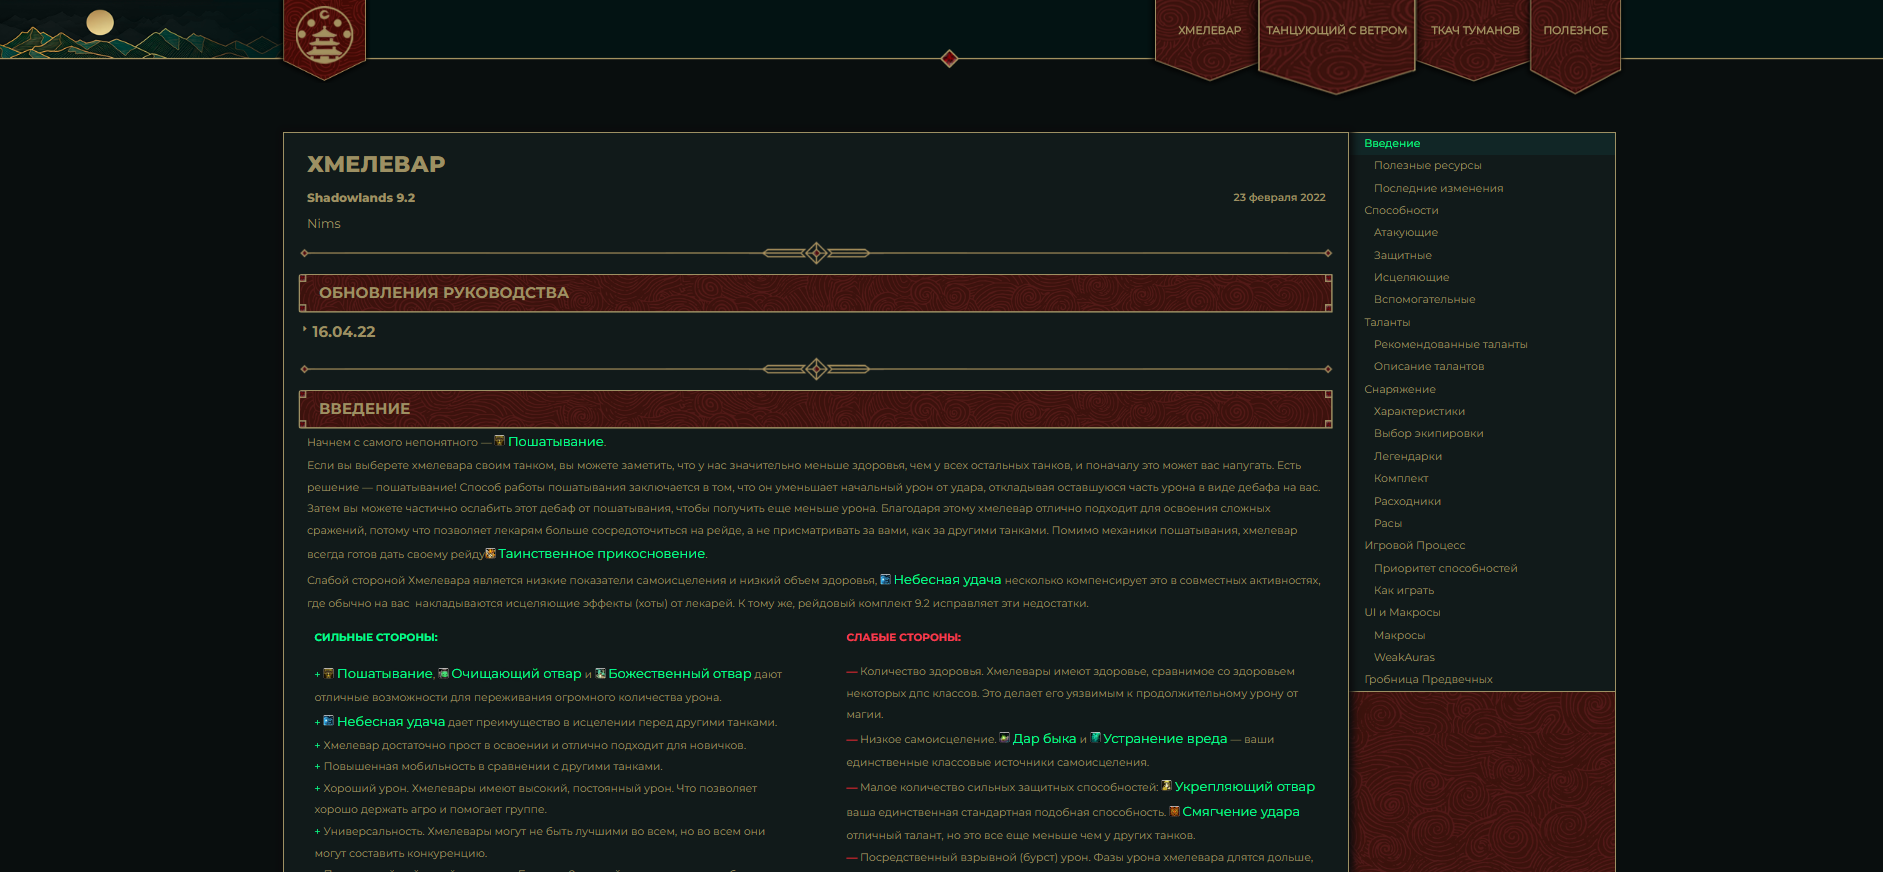 ХМЕЛЕВАР
ТАНЦУЮЩИЙ С ВЕТРОМ
ТКАЧ ТУМАНОВ
ПОЛЕЗНОЕ
ХМЕЛЕВАР
Shadowlands 9.2
23 февраля 2022
Nims
ОБНОВЛЕНИЯ РУКОВОДСТВА
16.04.22
ВВЕДЕНИЕ
Начнем с самого непонятного — Пошатывание.
Если вы выберете хмелевара своим танком, вы можете заметить, что у нас значительно меньше здоровья, чем у всех остальных танков, и поначалу это может вас напугать. Есть
решение — пошатывание! Способ работы пошатывания заключается в том, что он уменьшает начальный урон от удара, откладывая оставшуюся часть урона в виде дебафа на вас.
Затем вы можете частично ослабить этот дебаф от пошатывания, чтобы получить еще меньше урона. Благодаря этому хмелевар отлично подходит для освоения сложных
сражений, потому что позволяет лекарям больше сосредоточиться на рейде, а не присматривать за вами, как за другими танками. Помимо механики пошатывания, хмелевар
всегда готов дать своему рейду Таинственное прикосновение.
Слабой стороной Хмелевара является низкие показатели самоисцеления и низкий объем здоровья, Небесная удача несколько компенсирует это в совместных активностях,
где обычно на вас накладываются исцеляющие эффекты (хоты) от лекарей. К тому же, рейдовый комплект 9.2 исправляет эти недостатки.
СИЛЬНЫЕ СТОРОНЫ:
+ Пошатывание, Очищающий отвар и Божественный отвар дают
отличные возможности для переживания огромного количества урона.
+ Небесная удача дает преимущество в исцелении перед другими танками.
+ Хмелевар достаточно прост в освоении и отлично подходит для новичков.
+ Повышенная мобильность в сравнении с другими танками.
+ Хороший урон. Хмелевары имеют высокий, постоянный урон. Что позволяет
хорошо держать агро и помогает группе.
+ Универсальность. Хмелевары могут не быть лучшими во всем, но во всем они
могут составить конкуренцию.
СЛАБЫЕ СТОРОНЫ:
— Количество здоровья. Хмелевары имеют здоровье, сравнимое со здоровьем
некоторых дпс классов. Это делает его уязвимым к продолжительному урону от
магии.
— Низкое самоисцеление. Дар быка и Устранение вреда — ваши
единственные классовые источники самоисцеления.
— Малое количество сильных защитных способностей: Укрепляющий отвар
ваша единственная стандартная подобная способность. Смягчение удара
отличный талант, но это все еще меньше чем у других танков.
— Посредственный взрывной (бурст) урон. Фазы урона хмелевара длятся дольше,
Введение
Полезные ресурсы
Последние изменения
Способности
Атакующие
Защитные
Исцеляющие
Вспомогательные
Таланты
Рекомендованные таланты
Описание талантов
Снаряжение
Характеристики
Выбор экипировки
Легендарки
Комплект
Расходники
Расы
Игровой Процесс
Приоритет способностей
Как играть
UI и Макросы
Макросы
WeakAuras
Гробница Предвечных